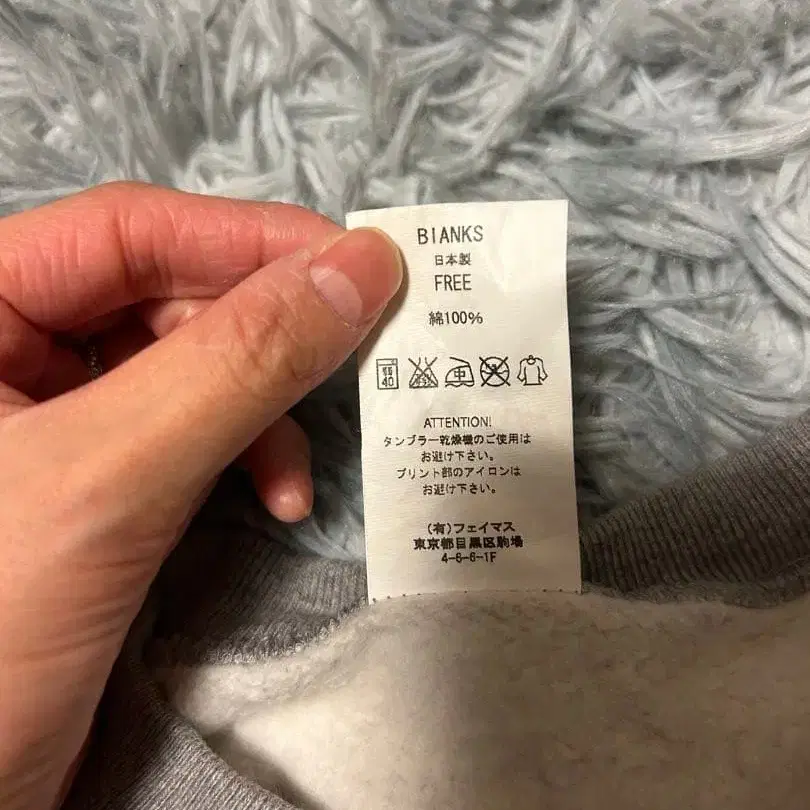 BIANKS
日本製
FREE
綿100%
弱
40
中
ATTENTION!
タンブラー乾燥機のご使用は
お避け下さい。
プリント部のアイロンは
お避け下さい。
(有)フェイマス
東京都目黒区駒場
4-6-6-1F